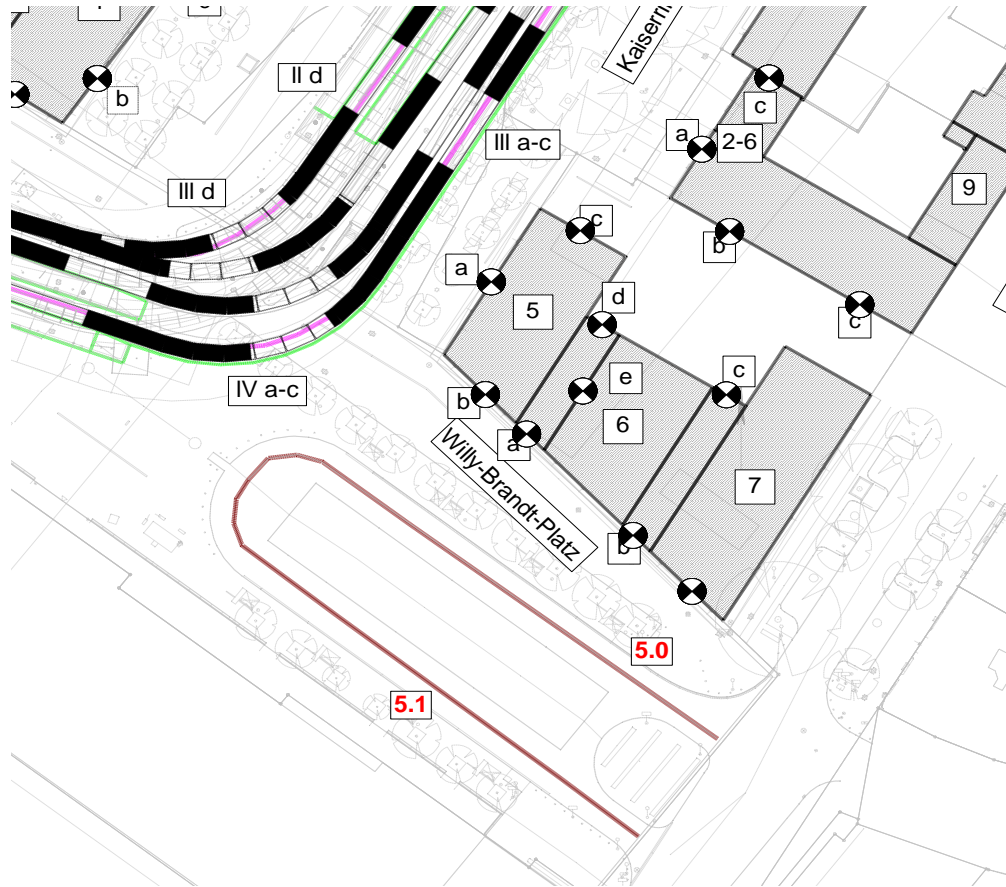 Kaiserri
II d
b
c
III a-c
a
2-6
III d
9
c
b
a
5
d
c
e
c
IV a-c
b
6
a
Willy-Brandt-Platz
7
b
5.0
5.1